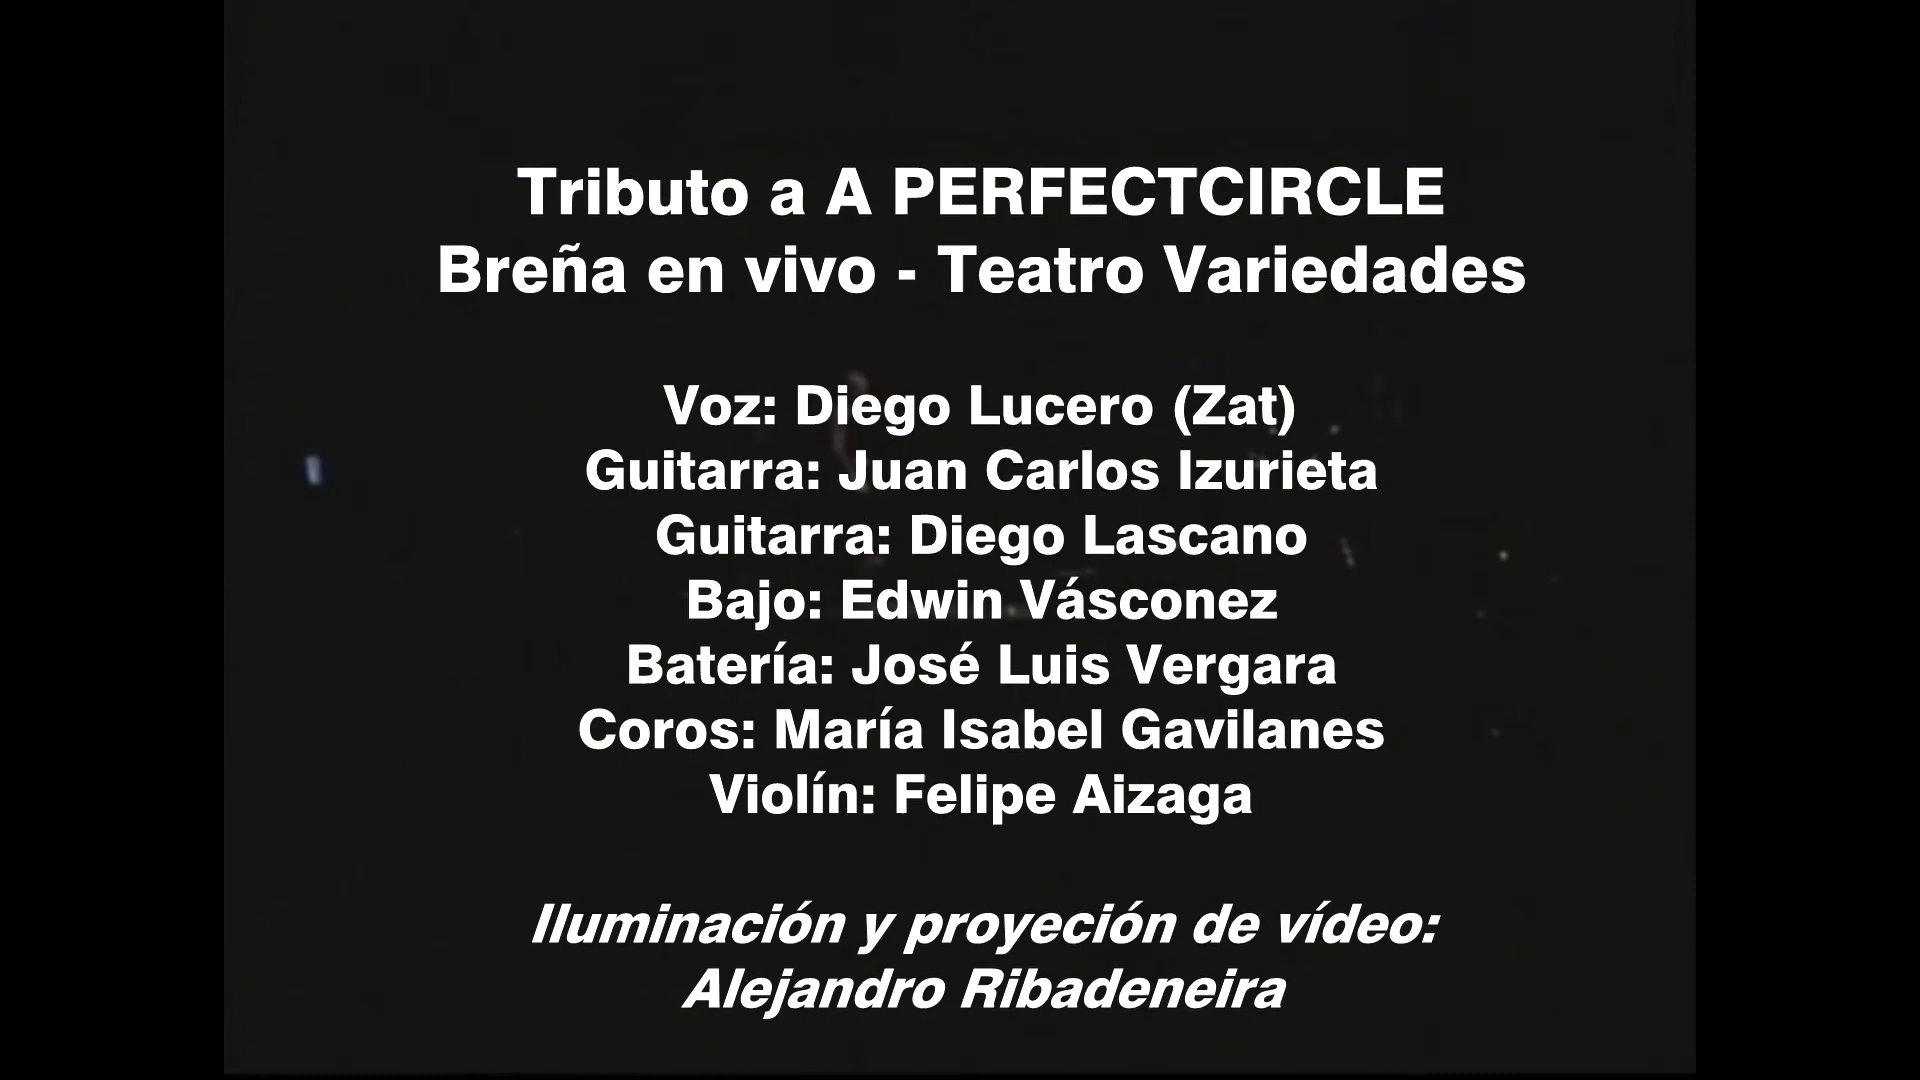 Tributo a A PERFECTCIRCLE
Breña en vivo - Teatro Variedades
Voz: Diego Lucero (Zat)
Guitarra: Juan Carlos Izurieta
Guitarra: Diego Lascano
Bajo: Edwin Vásconez
Batería: José Luis Vergara
Coros: María Isabel Gavilanes
Violín: Felipe Aizaga
Iluminación y proyeción de vídeo:
Alejandro Ribadeneira